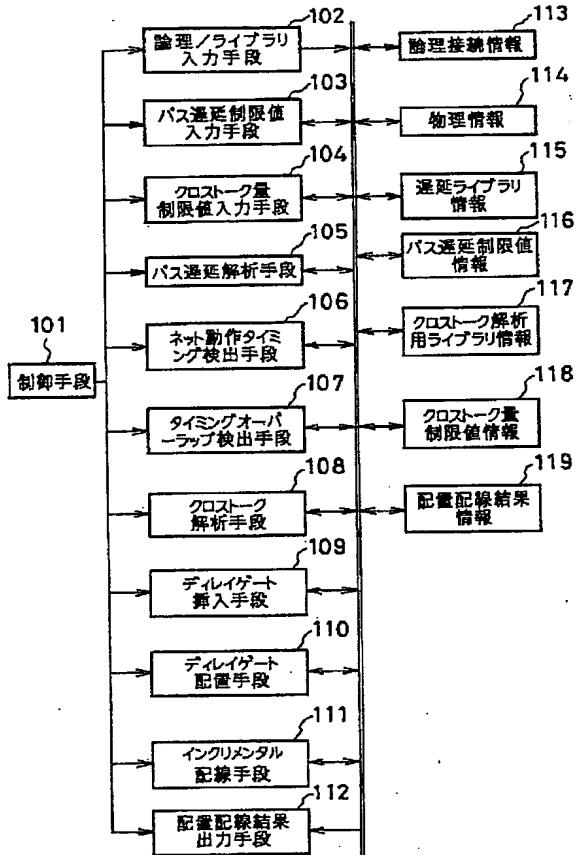 102
論理/ライブラリ
入力手段
103
パス遅延制限値
入力手段
104
クロストーク量
制限値入力手段
105
パス遅延解析手段
106
ネット動作タイミ
ング検出手段
101
制御手段
107
タイミングオーバ
ーラップ検出手段
108
クロストーク
解析手段
109
ディレイゲート
挿入手段
110
ディレイゲート
配置手段
111
インクリメンタル
配線手段
112
配置配線結果
出力手段
113
論理接続情報
114
物理情報
115
遅延ライブラリ
情報
116
パス遅延制限値
情報
117
クロストーク解析
用ライブラリ情報
118
クロストーク量
制限値情報
119
配置配線結果
情報